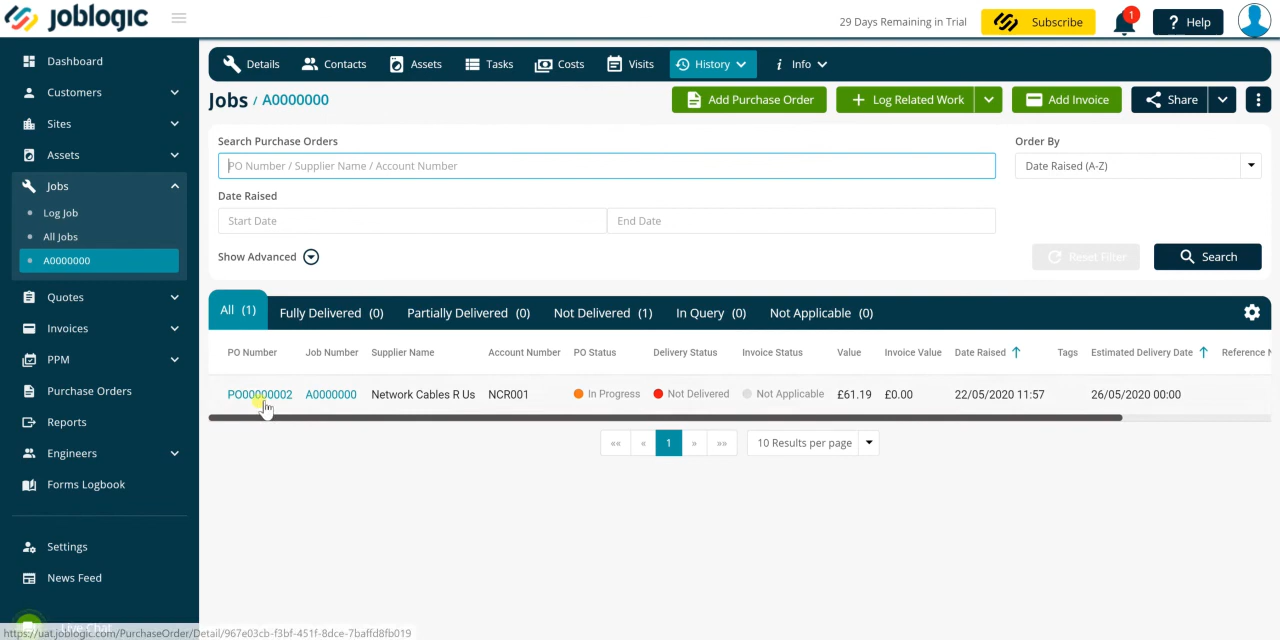 joblogic
29 Days Remaining in Trial
Subscribe
1
? Help
Dashboard
Customers
Sites
Assets
Jobs
Log Job
All Jobs
A0000000
Quotes
Invoices
PPM
Purchase Orders
Reports
Engineers
Forms Logbook
Settings
News Feed
Live Chat
https://uat.joblogic.com/PurchaseOrder/Detail/967e03cb-f3bf-451f-8dce-7baffd8fb019
Details Contacts Assets Tasks Costs Visits History Info
Jobs / A0000000
Add Purchase Order
Log Related Work
Add Invoice
Share
Search Purchase Orders
PO Number / Supplier Name / Account Number
Order By
Date Raised (A-Z)
Date Raised
Start Date
End Date
Show Advanced
Reset Filter
Search
All (1) Fully Delivered (0) Partially Delivered (0) Not Delivered (1) In Query (0) Not Applicable (0)
PO Number Job Number Supplier Name Account Number PO Status Delivery Status Invoice Status Value Invoice Value Date Raised Tags Estimated Delivery Date Reference
PO00000002 A0000000 Network Cables R Us NCR001 In Progress Not Delivered Not Applicable £61.19 £0.00 22/05/2020 11:57 26/05/2020 00:00
«« « 1 » »» 10 Results per page